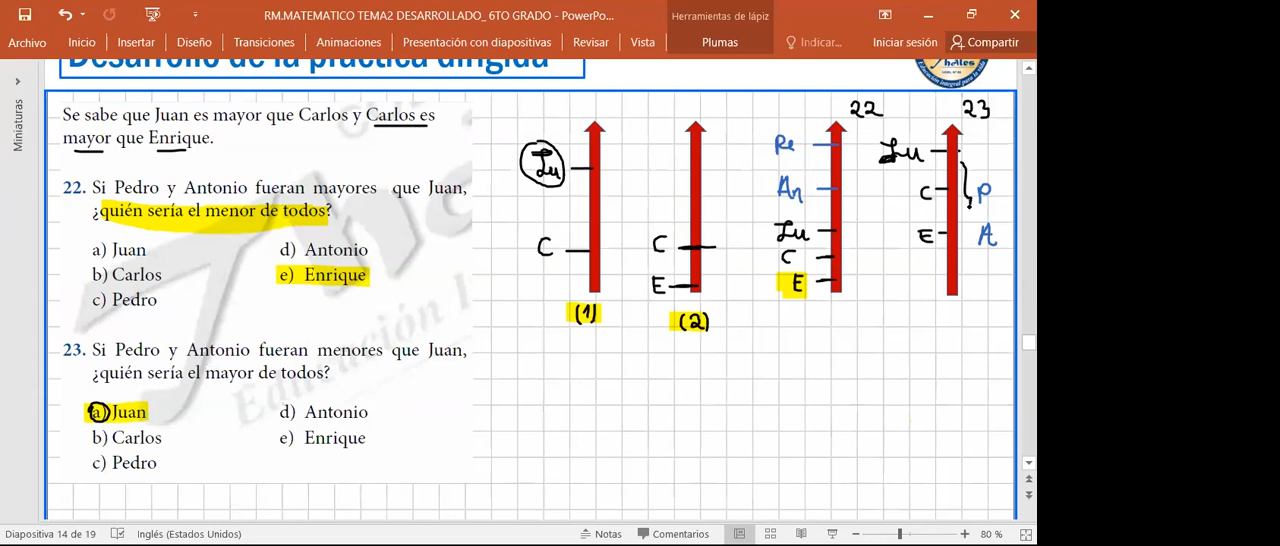 RM.MATEMATICO TEMA2 DESARROLLADO_ 6TO GRADO - PowerPo...
Herramientas de lápiz
Archivo Inicio Insertar Diseño Transiciones Animaciones Presentación con diapositivas Revisar Vista Plumas Indicar... Iniciar sesión Compartir
Miniaturas
Desarrollo de la práctica dirigida
Se sabe que Juan es mayor que Carlos y Carlos es
mayor que Enrique.
22. Si Pedro y Antonio fueran mayores que Juan,
¿quién sería el menor de todos?
a) Juan d) Antonio
b) Carlos e) Enrique
c) Pedro
23. Si Pedro y Antonio fueran menores que Juan,
¿quién sería el mayor de todos?
a) Juan d) Antonio
b) Carlos e) Enrique
c) Pedro
Ju
C
(1)
C
E
(2)
22
Pe
An
Ju
C
E
23
Ju
C P
E A
Diapositiva 14 de 19 Inglés (Estados Unidos) Notas Comentarios 80 %